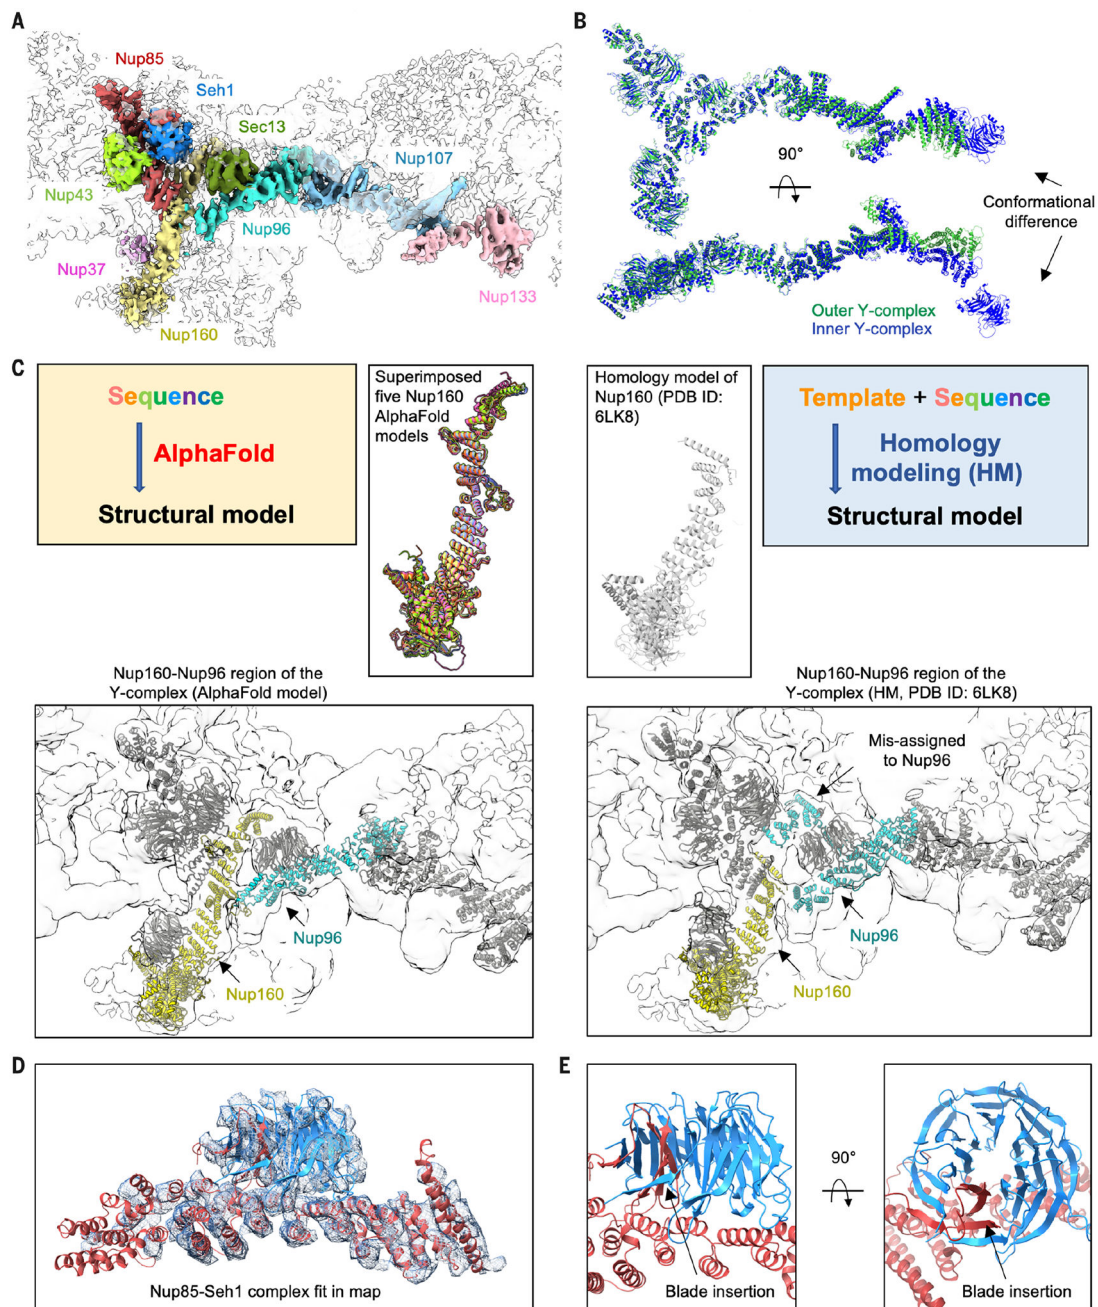 A
Nup85
Seh1
Sec13
Nup107
Nup43
Nup96
Nup37
Nup133
Nup160
B
90°
Conformational
difference
Outer Y-complex
Inner Y-complex
C
Sequence
AlphaFold
Structural model
Superimposed
five Nup160
AlphaFold
models
Homology model of
Nup160 (PDB ID:
6LK8)
Template + Sequence
Homology
modeling (HM)
Structural model
Nup160-Nup96 region of the
Y-complex (AlphaFold model)
Nup96
Nup160
Nup160-Nup96 region of the
Y-complex (HM, PDB ID: 6LK8)
Mis-assigned
to Nup96
Nup96
Nup160
D
Nup85-Seh1 complex fit in map
E
Blade insertion
90°
Blade insertion